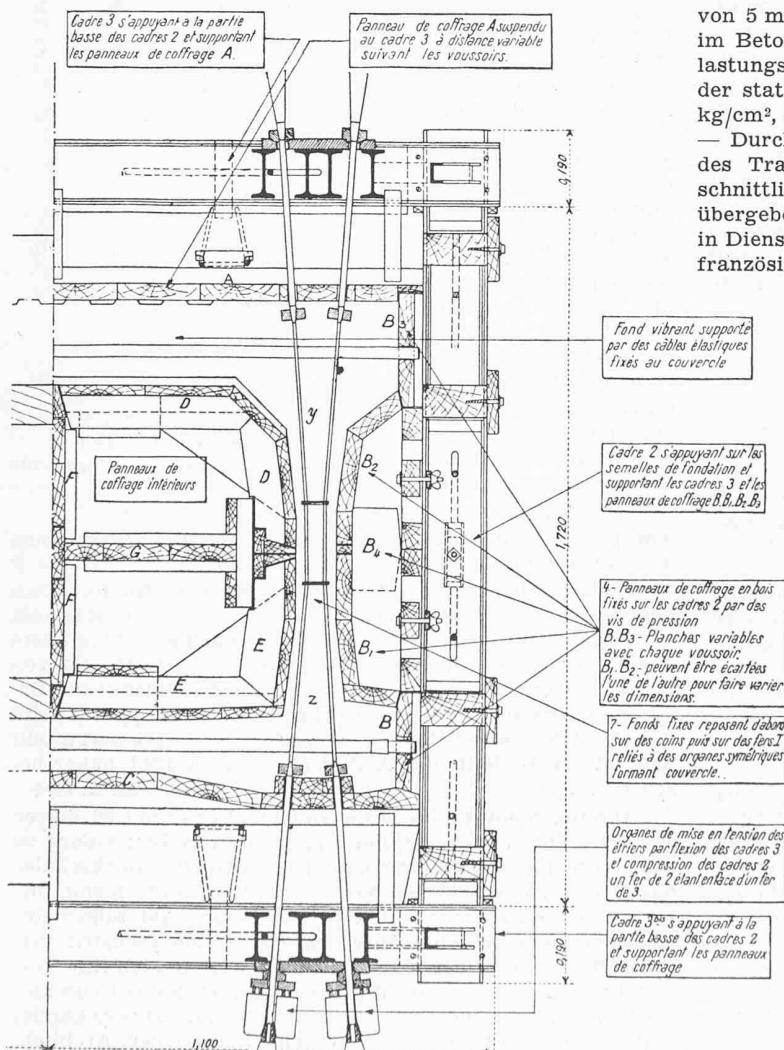 Cadre 3 s'appuyant à la partie
basse des cadres 2 et supportant
les panneaux de coffrage A.
Panneau de coffrage A suspendu
au cadre 3 à distance variable
suivant les voussoirs.
von 5 m
im Beto
lastungs
der stat
kg/cm²,
— Durch
des Tra
schnittlic
übergebe
in Diens
französi
0,190
A
B3
Fond vibrant supporté
par des câbles élastiques
fixés au couvercle
D
y
D
Panneaux de
coffrage intérieurs
F
B2
Cadre 2 s'appuyant sur les
semelles de fondation et
supportant les cadres 3 et les
panneaux de coffrage B.B1.B2.B3
1,720
G
B4
E
B1
E
z
B
4- Panneaux de coffrage en bois
fixés sur les cadres 2 par des
vis de pression
B.B3- Planches variables
avec chaque voussoir,
B1.B2- peuvent être écartées
l'une de l'autre pour faire varier
les dimensions.
7- Fonds fixes reposant d'abord
sur des coins puis sur des fers I
reliés à des organes symétriques
formant couvercle.
C
Organes de mise en tension des
étriers par flexion des cadres 3
et compression des cadres 2
un fer de 2 étant en face d'un fer
de 3.
Cadre 3bis s'appuyant à la
partie basse des cadres 2
et supportant les panneaux
de coffrage
1,100